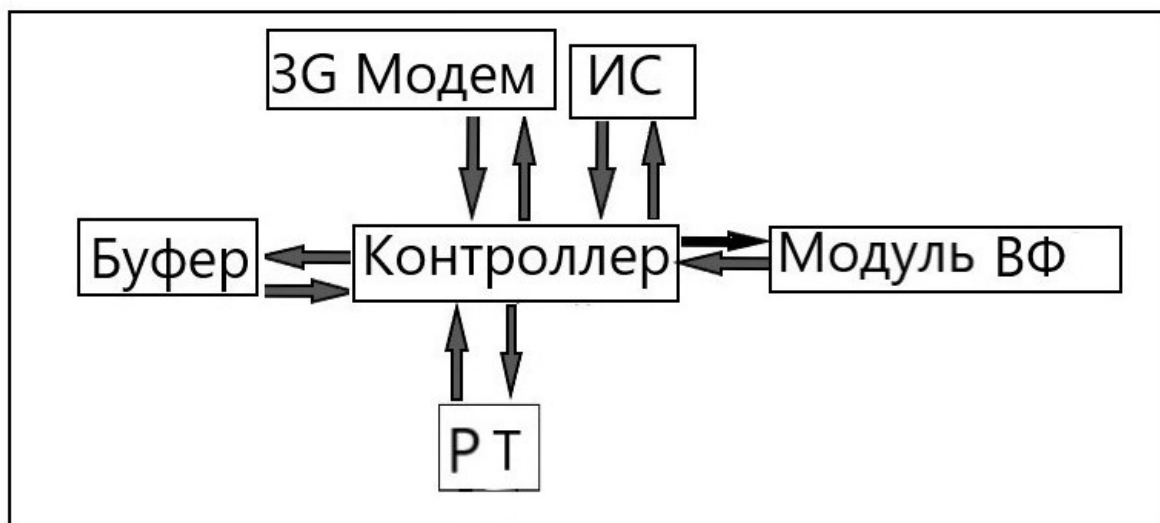 3G Модем
ИС
Буфер
Контроллер
Модуль ВФ
Р Т